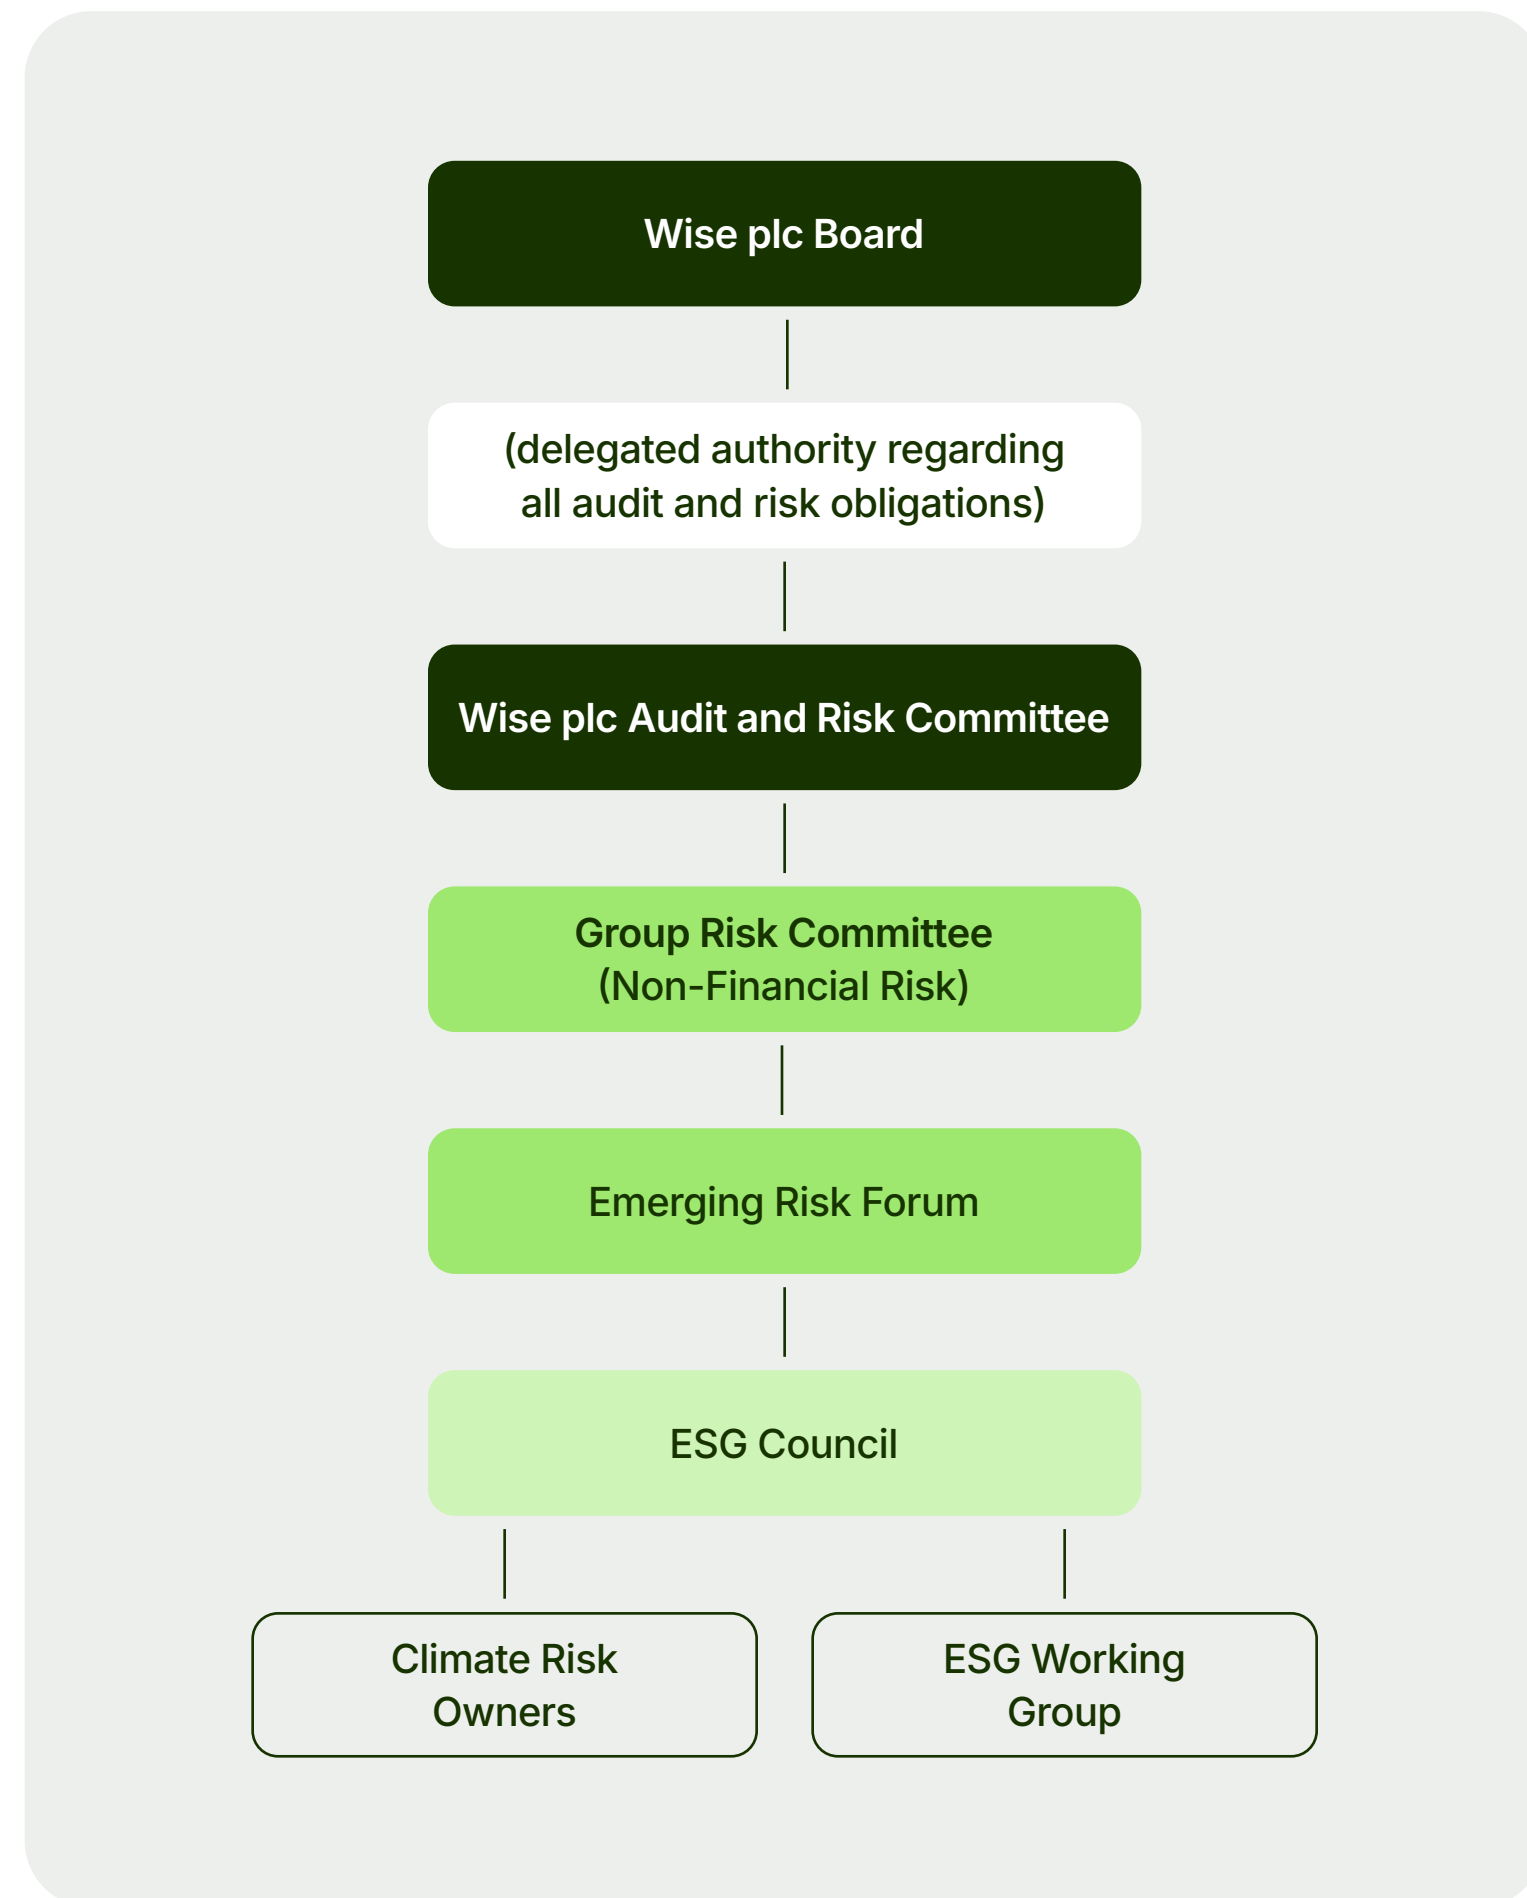 Wise plc Board
(delegated authority regarding
all audit and risk obligations)
Wise plc Audit and Risk Committee
Group Risk Committee
(Non-Financial Risk)
Emerging Risk Forum
ESG Council
Climate Risk
Owners
ESG Working
Group